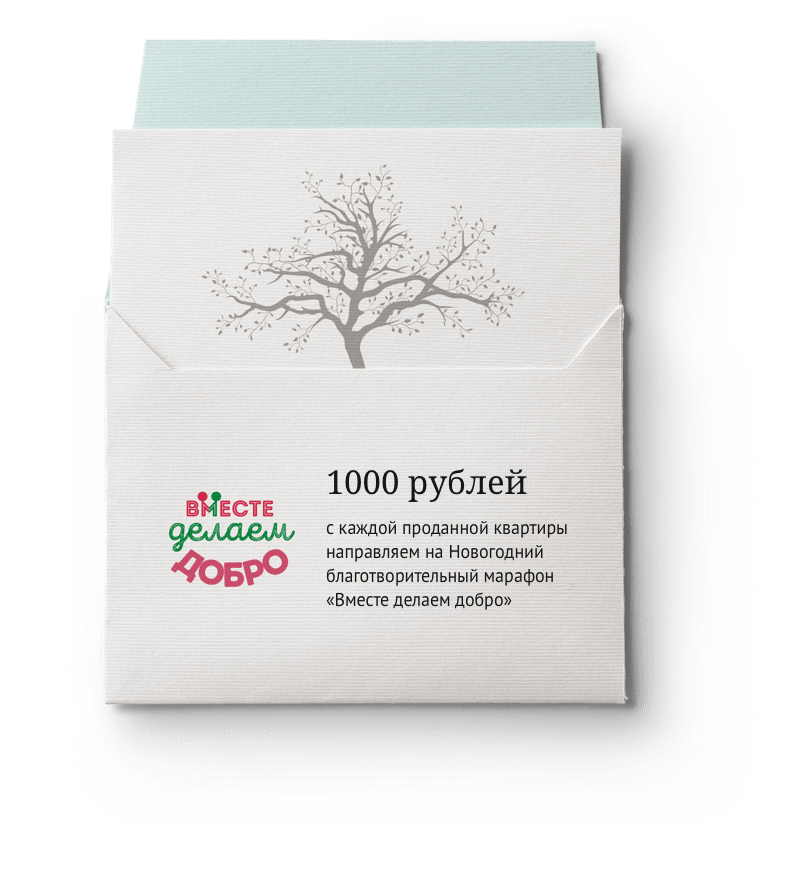 ВМЕСТЕ
делаем
ДОБРО
1000 рублей
с каждой проданной квартиры
направляем на Новогодний
благотворительный марафон
«Вместе делаем добро»